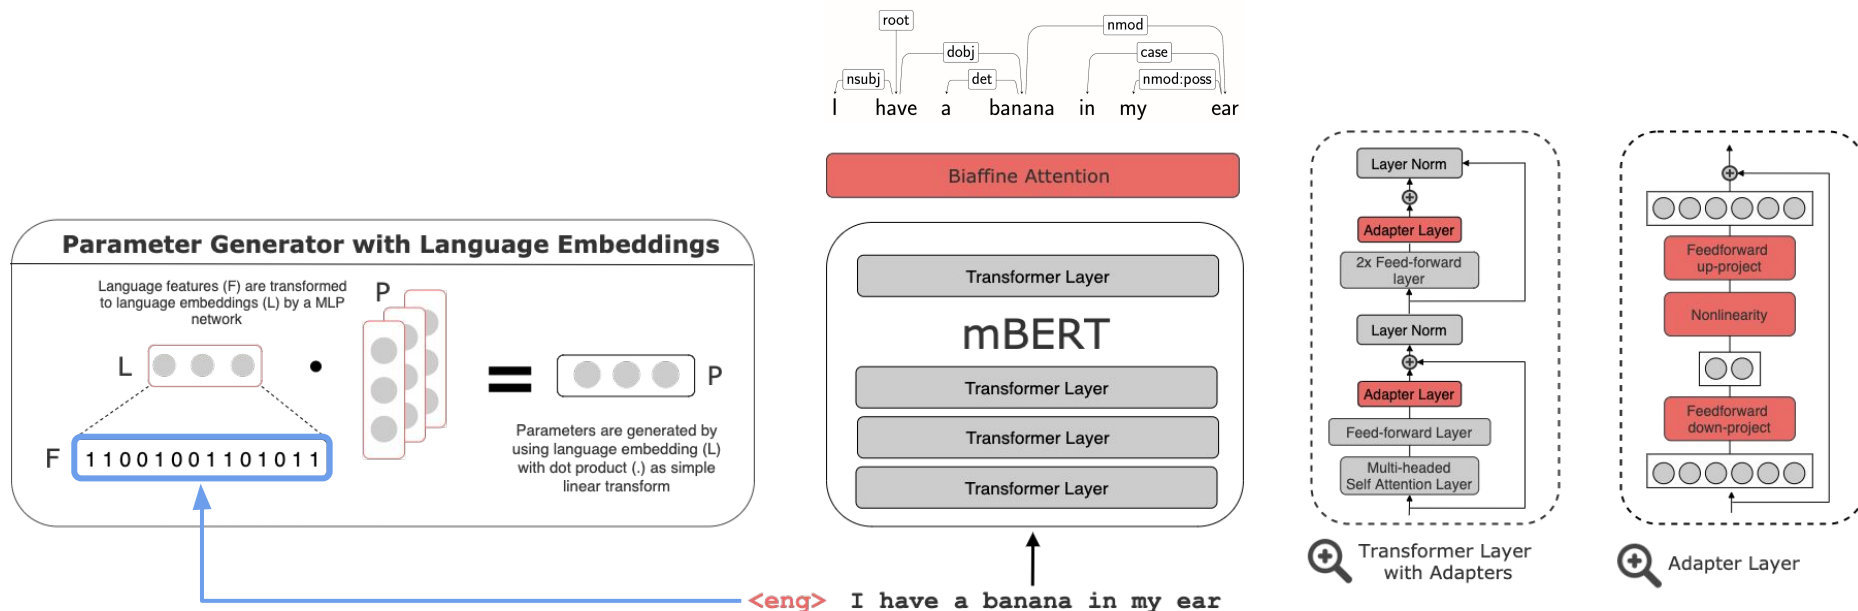 root
nmod
dobj
case
nsubj
det
nmod:poss
I have a banana in my ear
Biaffine Attention
Parameter Generator with Language Embeddings
Language features (F) are transformed
to language embeddings (L) by a MLP
network
P
L
•
=
P
F
1 1 0 0 1 0 0 1 1 0 1 0 1 1
Parameters are generated by
using language embedding (L)
with dot product (.) as simple
linear transform
Transformer Layer
mBERT
Transformer Layer
Transformer Layer
Transformer Layer
<eng> I have a banana in my ear
Layer Norm
Adapter Layer
2x Feed-forward
layer
Layer Norm
Adapter Layer
Feed-forward Layer
Multi-headed
Self Attention Layer
Transformer Layer
with Adapters
Feedforward
up-project
Nonlinearity
Feedforward
down-project
Adapter Layer